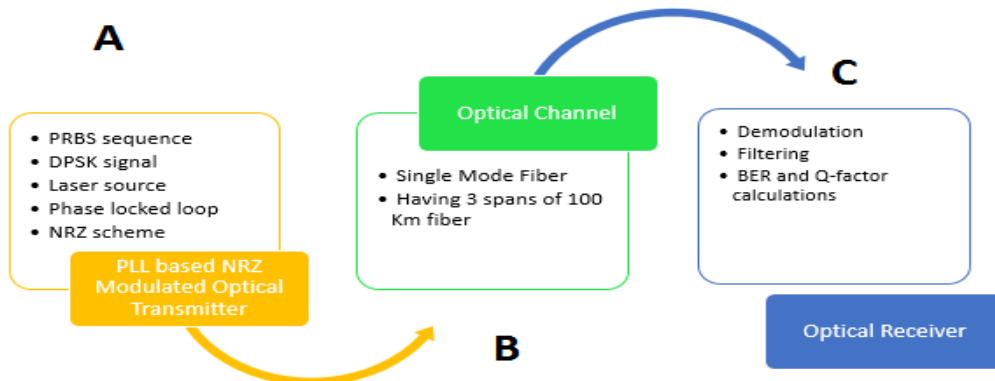 A
• PRBS sequence
• DPSK signal
• Laser source
• Phase locked loop
• NRZ scheme
PLL based NRZ
Modulated Optical
Transmitter
Optical Channel
• Single Mode Fiber
• Having 3 spans of 100
Km fiber
B
C
• Demodulation
• Filtering
• BER and Q-factor
calculations
Optical Receiver